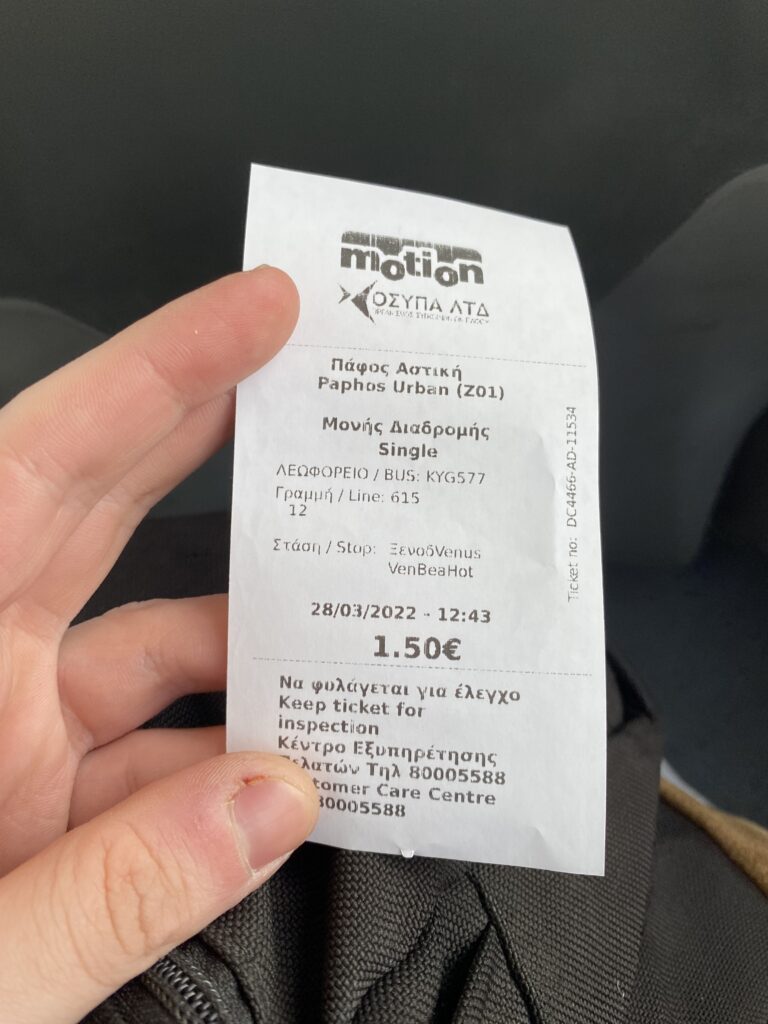 motion
ΟΣΥΠΑ ΛΤΔ
Πάφος Αστική
Paphos Urban (Z01)
Μονής Διαδρομής
Single
ΛΕΩΦΟΡΕΙΟ / BUS: KYG577
Γραμμή / Line: 615
12
Στάση / Stop: ΞενοδVenus
VenBeaHot
28/03/2022 - 12:43
1.50€
Να φυλάγεται για έλεγχο
Keep ticket for
inspection
Κέντρο Εξυπηρέτησης
ελατών Τηλ 80005588
tomer Care Centre
80005588
Ticket no: DC4466-AD-11534